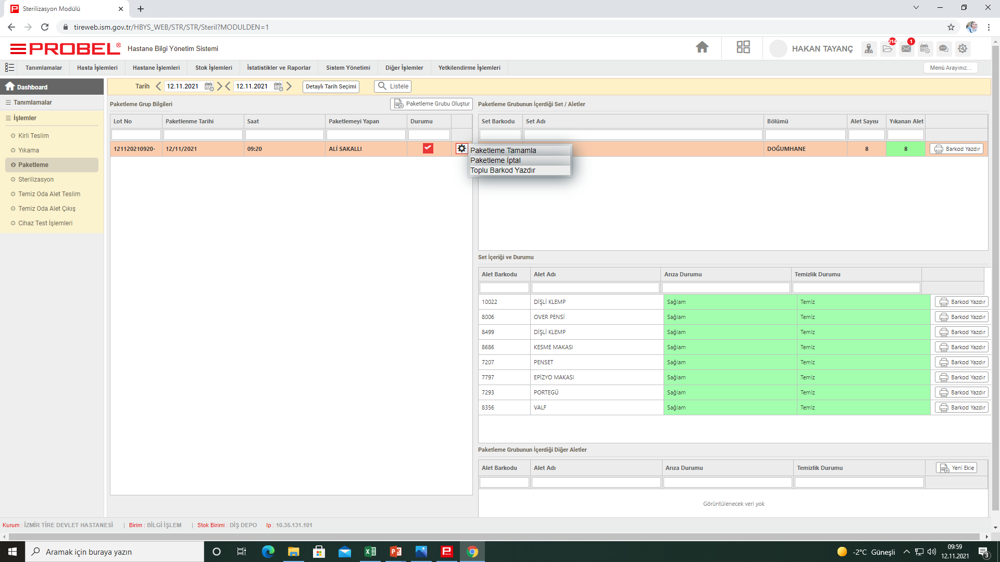 Sterilizasyon Modülü
tireweb.ism.gov.tr/HBYS_WEB/STR/STR/Steril?MODULDEN=1
PROBEL® Hastane Bilgi Yönetim Sistemi
HAKAN TAYANÇ 214 1
Tanımlamalar Hasta İşlemleri Hastane İşlemleri Stok İşlemleri İstatistikler ve Raporlar Sistem Yönetimi Diğer İşlemler Yetkilendirme İşlemleri Menü Arayınız...
Dashboard
Tanımlamalar
İşlemler
Kirli Teslim
Yıkama
Paketleme
Sterilizasyon
Temiz Oda Alet Teslim
Temiz Oda Alet Çıkış
Cihaz Test İşlemleri
Tarih 12.11.2021 12.11.2021 Detaylı Tarih Seçimi Listele
Paketleme Grup Bilgileri Paketleme Grubu Oluştur
Lot No Paketlenme Tarihi Saat Paketlemeyi Yapan Durumu
121120210920- 12/11/2021 09:20 ALİ SAKALLI
Paketleme Tamamla
Paketleme İptal
Toplu Barkod Yazdır
Paketleme Grubunun İçerdiği Set / Aletler
Set Barkodu Set Adı Bölümü Alet Sayısı Yıkanan Alet
DOĞUMHANE 8 8 Barkod Yazdır
Set İçeriği ve Durumu
Alet Barkodu Alet Adı Arıza Durumu Temizlik Durumu
10022 DİŞLİ KLEMP Sağlam Temiz Barkod Yazdır
8006 OVER PENSİ Sağlam Temiz Barkod Yazdır
8499 DİŞLİ KLEMP Sağlam Temiz Barkod Yazdır
8686 KESME MAKASI Sağlam Temiz Barkod Yazdır
7207 PENSET Sağlam Temiz Barkod Yazdır
7797 EPİZYO MAKASI Sağlam Temiz Barkod Yazdır
7293 PORTEGÜ Sağlam Temiz Barkod Yazdır
8356 VALF Sağlam Temiz Barkod Yazdır
Paketleme Grubunun İçerdiği Diğer Aletler
Alet Barkodu Alet Adı Arıza Durumu Temizlik Durumu Yeni Ekle
Görüntülenecek veri yok
Kurum : İZMİR TİRE DEVLET HASTANESİ | Birim : BİLGİ İŞLEM | Stok Birimi : DİŞ DEPO Ip : 10.35.131.101
Aramak için buraya yazın
-2°C Güneşli
09:59
12.11.2021
3